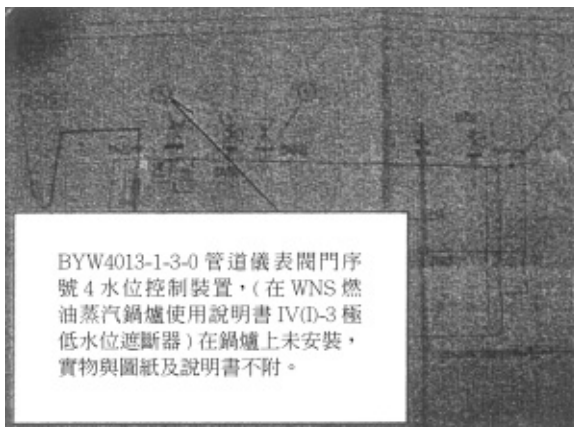 BYW4013-1-3-0 管道儀表閥門序
號 4 水位控制裝置，（在 WNS 燃
油蒸汽鍋爐使用說明書 IV(I)-3 極
低水位遮斷器）在鍋爐上未安裝，
實物與圖紙及說明書不附。